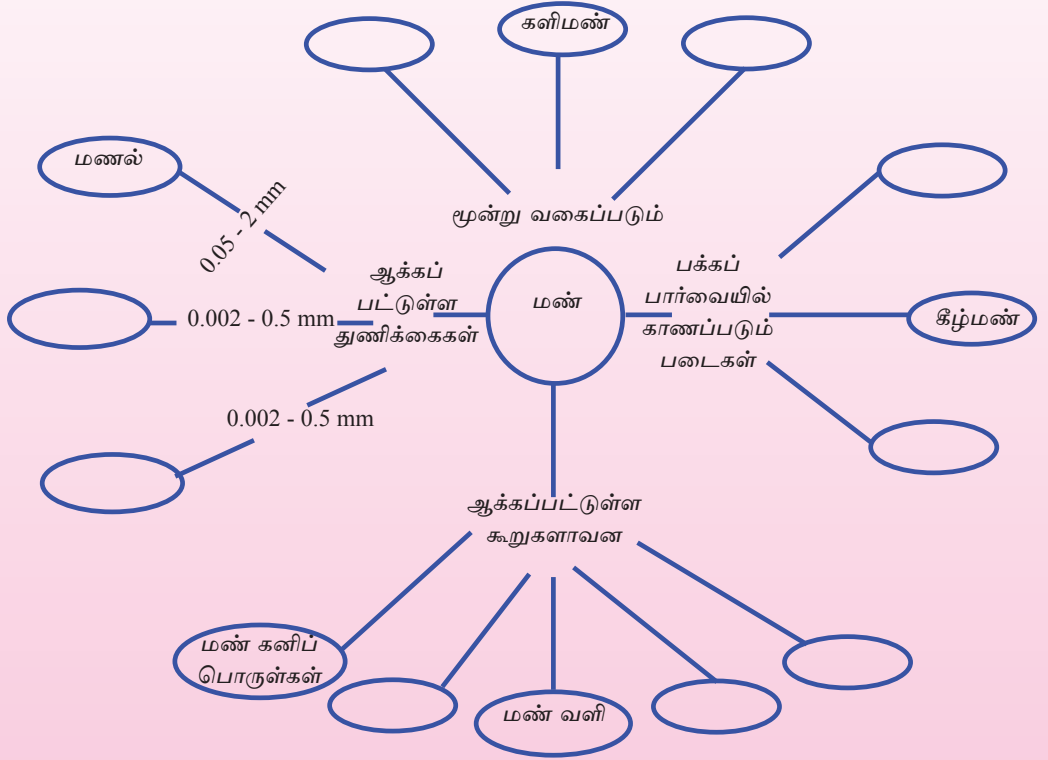 களிமண்
மணல்
0.05 - 2 mm
மூன்று வகைப்படும்
ஆக்கப்
பட்டுள்ள
துணிக்கைகள்
0.002 - 0.5 mm
0.002 - 0.5 mm
மண்
பக்கப்
பார்வையில்
காணப்படும்
படைகள்
கீழ்மண்
ஆக்கப்பட்டுள்ள
கூறுகளாவன
மண் கனிப்
பொருள்கள்
மண் வளி